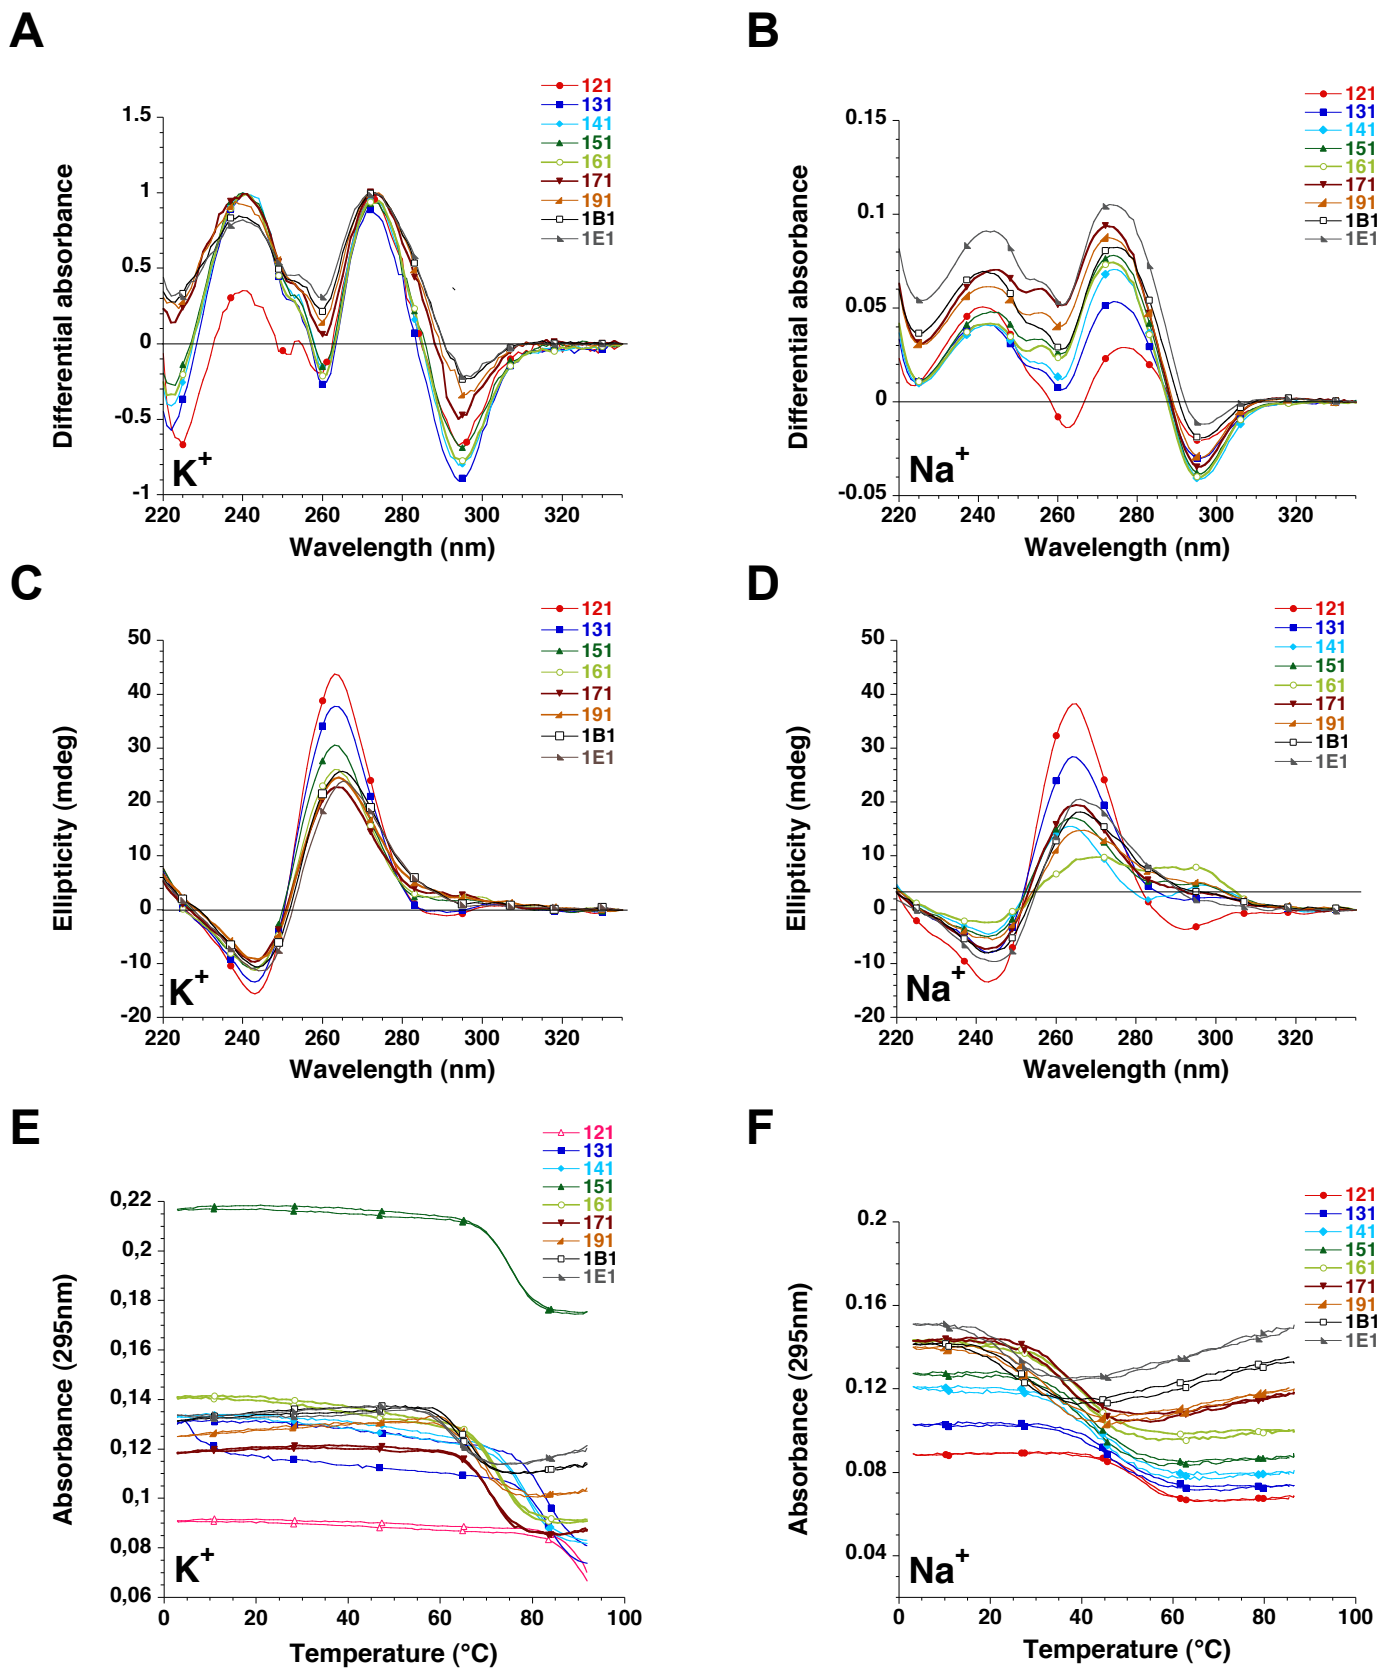 A
B
121
131
141
151
161
171
191
1B1
1E1
1.5
1
0.5
0
-0.5
-1
Differential absorbance
K+
220 240 260 280 300 320
Wavelength (nm)
121
131
141
151
161
171
191
1B1
1E1
0.15
0.1
0.05
0
-0.05
Differential absorbance
Na+
220 240 260 280 300 320
Wavelength (nm)
C
D
121
131
151
161
171
191
1B1
1E1
50
40
30
20
10
0
-10
-20
Ellipticity (mdeg)
K+
220 240 260 280 300 320
Wavelength (nm)
121
131
141
151
161
171
191
1B1
1E1
50
40
30
20
10
0
-10
-20
Ellipticity (mdeg)
Na+
220 240 260 280 300 320
Wavelength (nm)
E
F
121
131
141
151
161
171
191
1B1
1E1
0,22
0,2
0,18
0,16
0,14
0,12
0,1
0,08
0,06
Absorbance (295nm)
K+
0 20 40 60 80 100
Temperature (°C)
121
131
141
151
161
171
191
1B1
1E1
0.2
0.16
0.12
0.08
0.04
Absorbance (295nm)
Na+
0 20 40 60 80 100
Temperature (°C)